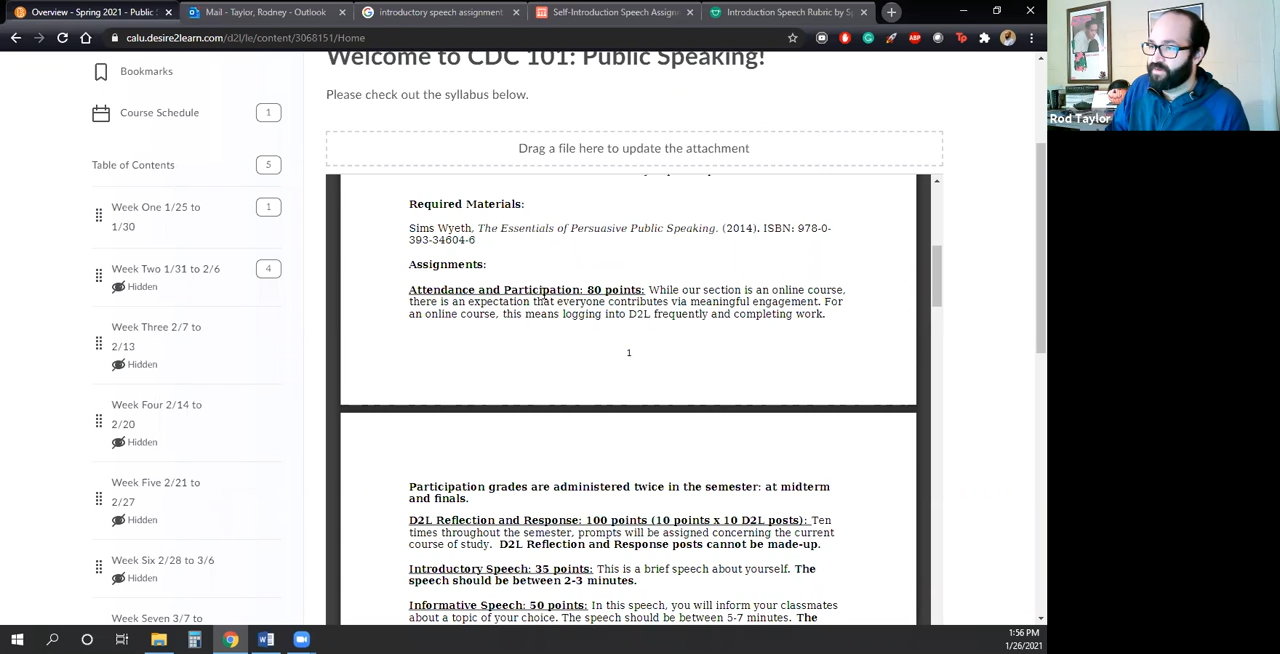 Overview - Spring 2021 - Public
Mail - Taylor, Rodney - Outlook
introductory speech assignment
Self-Introduction Speech Assign
Introduction Speech Rubric by S
calu.desire2learn.com/d2l/le/content/3068151/Home
ABP
Tp
Rod Taylor
Bookmarks
Course Schedule
1
Table of Contents
5
Week One 1/25 to
1/30
1
Week Two 1/31 to 2/6
4
Hidden
Week Three 2/7 to
2/13
Hidden
Week Four 2/14 to
2/20
Hidden
Week Five 2/21 to
2/27
Hidden
Week Six 2/28 to 3/6
Hidden
Week Seven 3/7 to
Welcome to CDC 101: Public Speaking!
Please check out the syllabus below.
Drag a file here to update the attachment
Required Materials:
Sims Wyeth, The Essentials of Persuasive Public Speaking. (2014). ISBN: 978-0-
393-34604-6
Assignments:
Attendance and Participation: 80 points: While our section is an online course,
there is an expectation that everyone contributes via meaningful engagement. For
an online course, this means logging into D2L frequently and completing work.
1
Participation grades are administered twice in the semester: at midterm
and finals.
D2L Reflection and Response: 100 points (10 points x 10 D2L posts): Ten
times throughout the semester, prompts will be assigned concerning the current
course of study. D2L Reflection and Response posts cannot be made-up.
Introductory Speech: 35 points: This is a brief speech about yourself. The
speech should be between 2-3 minutes.
Informative Speech: 50 points: In this speech, you will inform your classmates
about a topic of your choice. The speech should be between 5-7 minutes. The
1:56 PM
1/26/2021